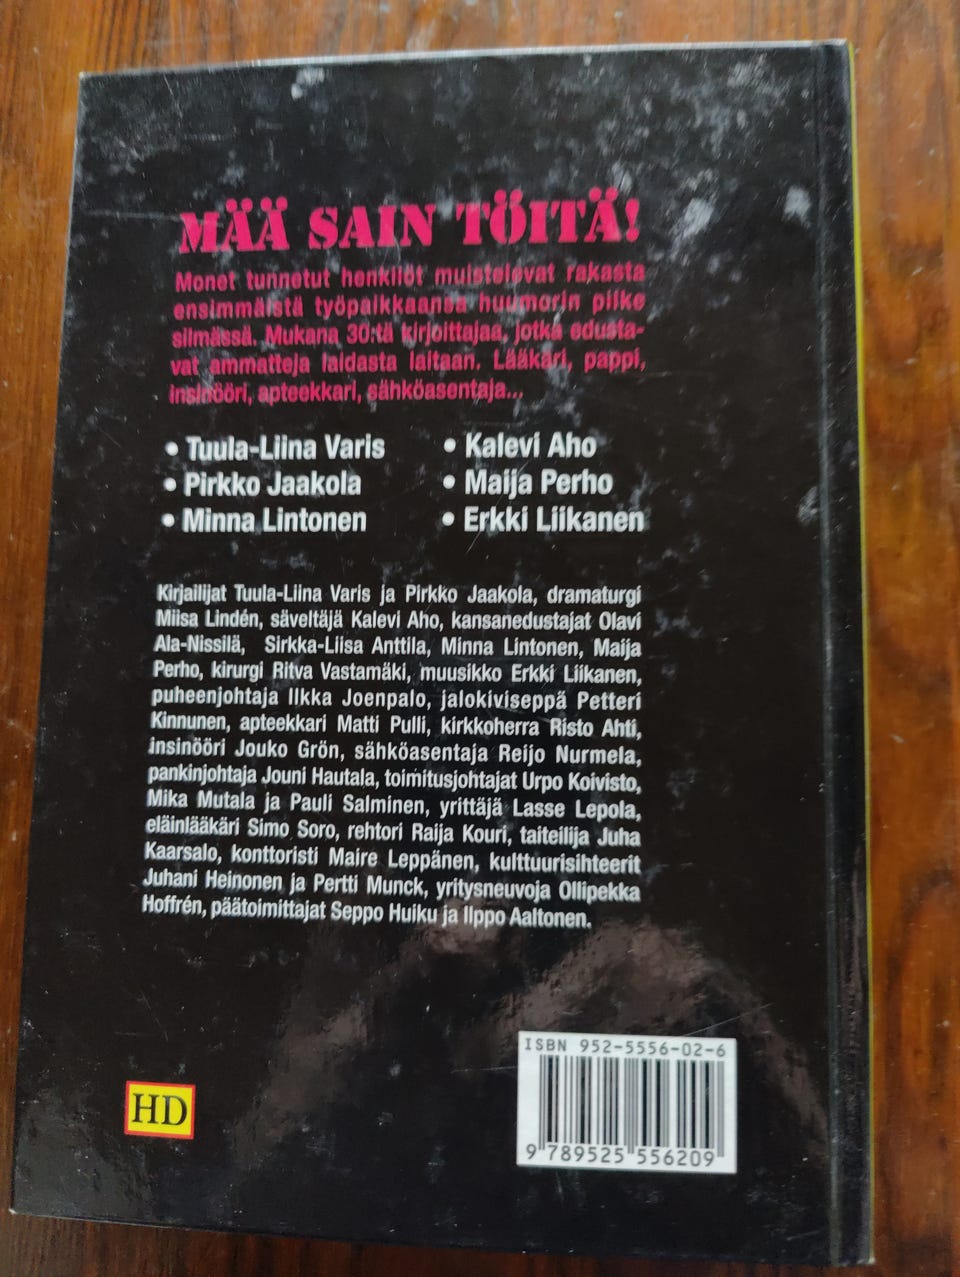 MÄÄ SAIN TÖITÄ!
Monet tunnetut henkilöt muistelevat rakasta
ensimmäistä työpaikkaansa huumorin pilke
silmässä. Mukana 30:tä kirjoittajaa, jotka edusta-
vat ammatteja laidasta laitaan. Lääkäri, pappi,
insinööri, apteekkari, sähköasentaja...
• Tuula-Liina Varis
• Pirkko Jaakola
• Minna Lintonen
• Kalevi Aho
• Maija Perho
• Erkki Liikanen
Kirjailijat Tuula-Liina Varis ja Pirkko Jaakola, dramaturgi
Miisa Lindén, säveltäjä Kalevi Aho, kansanedustajat Olavi
Ala-Nissilä, Sirkka-Liisa Anttila, Minna Lintonen, Maija
Perho, kirurgi Ritva Vastamäki, muusikko Erkki Liikanen,
puheenjohtaja Ilkka Joenpalo, jalokiviseppä Petteri
Kinnunen, apteekkari Matti Pulli, kirkkoherra Risto Ahti,
insinööri Jouko Grön, sähköasentaja Reijo Nurmela,
pankinjohtaja Jouni Hautala, toimitusjohtajat Urpo Koivisto,
Mika Mutala ja Pauli Salminen, yrittäjä Lasse Lepola,
eläinlääkäri Simo Soro, rehtori Raija Kouri, taiteilija Juha
Kaarsalo, konttoristi Maire Leppänen, kulttuurisihteerit
Juhani Heinonen ja Pertti Munck, yritysneuvoja Ollipekka
Hoffrén, päätoimittajat Seppo Huiku ja Ilppo Aaltonen.
ISBN 952-5556-02-6
HD
9 789525 556209